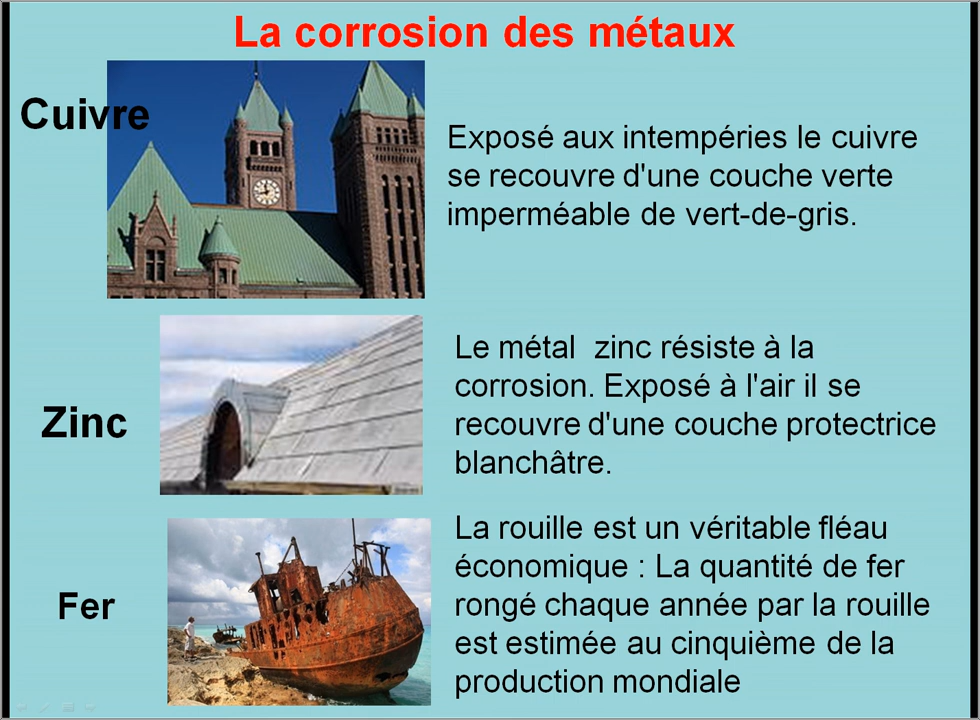 La corrosion des métaux
Cuivre
Exposé aux intempéries le cuivre
se recouvre d'une couche verte
imperméable de vert-de-gris.
Zinc
Le métal  zinc résiste à la
corrosion. Exposé à l'air il se
recouvre d'une couche protectrice
blanchâtre.
Fer
La rouille est un véritable fléau
économique : La quantité de fer
rongé chaque année par la rouille
est estimée au cinquième de la
production mondiale